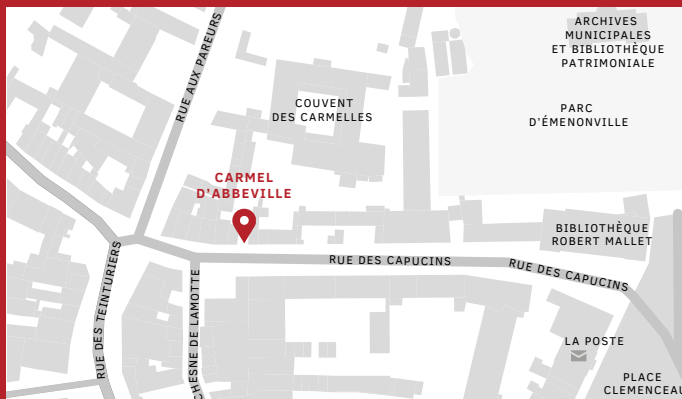 ARCHIVES
MUNICIPALES
ET BIBLIOTHÈQUE
PATRIMONIALE
RUE AUX PAREURS
COUVENT
DES CARMELLES
PARC
D'ÉMENONVILLE
CARMEL
D'ABBEVILLE
BIBLIOTHÈQUE
ROBERT MALLET
RUE DES CAPUCINS
RUE DES CAPUCINS
RUE DES TEINTURIERS
CHESNE DE LAMOTTE
LA POSTE
PLACE
CLEMENCEAU